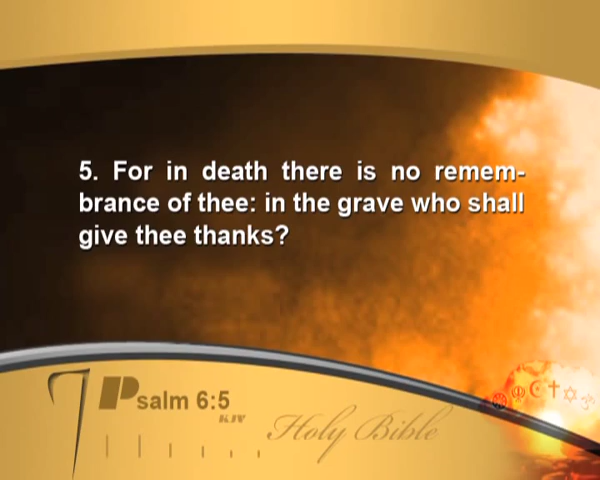 5. For in death there is no remem-
brance of thee: in the grave who shall
give thee thanks?
Psalm 6:5
KJV
Holy Bible